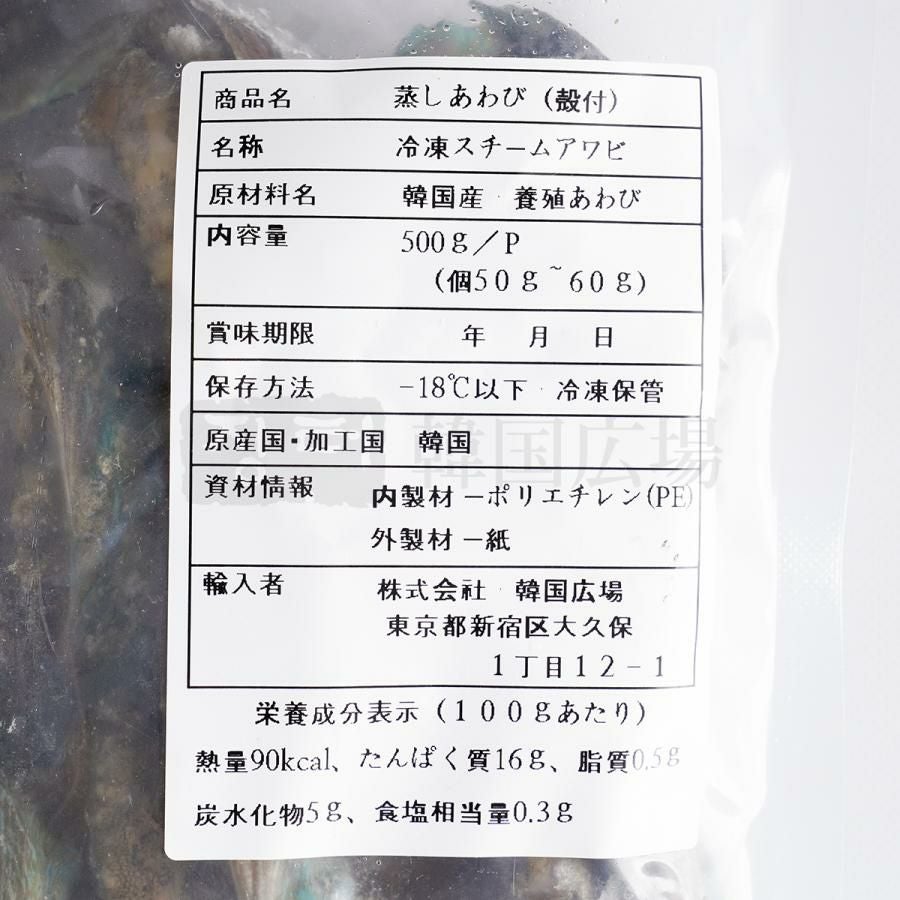 商品名 蒸しあわび（殻付）
名称 冷凍スチームアワビ
原材料名 韓国産・養殖あわび
内容量 500ｇ／P
（個50ｇ~60ｇ）
賞味期限 年 月 日
保存方法 −18℃以下・冷凍保管
原産国・加工国 韓国
韓国広場
資材情報 内製材－ポリエチレン(PE)
外製材－紙
輸入者 株式会社・韓国広場
東京都新宿区大久保
1丁目12－1
栄養成分表示（100ｇあたり）
熱量90kcal、たんぱく質16ｇ、脂質0.5ｇ
炭水化物5ｇ、食塩相当量0.3ｇ